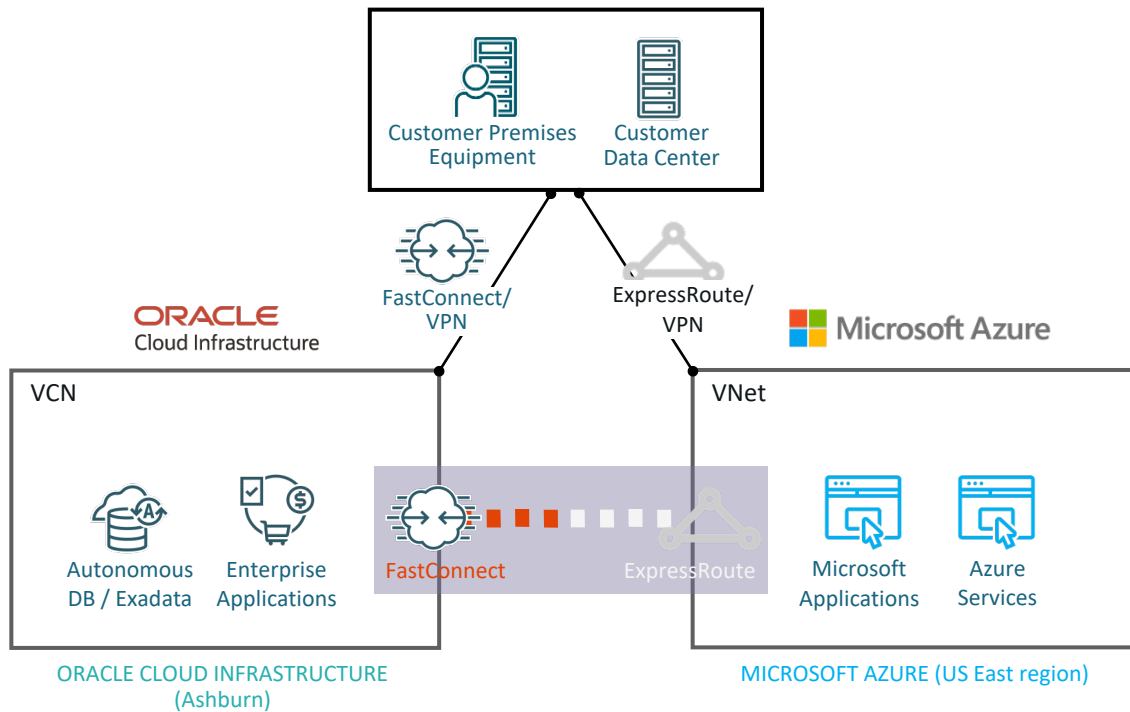 Customer Premises
Equipment
Customer
Data Center
FastConnect/
VPN
ExpressRoute/
VPN
ORACLE
Cloud Infrastructure
Microsoft Azure
VCN
VNet
A
$
Autonomous
DB / Exadata
Enterprise
Applications
FastConnect
ExpressRoute
Microsoft
Applications
Azure
Services
ORACLE CLOUD INFRASTRUCTURE
(Ashburn)
MICROSOFT AZURE (US East region)